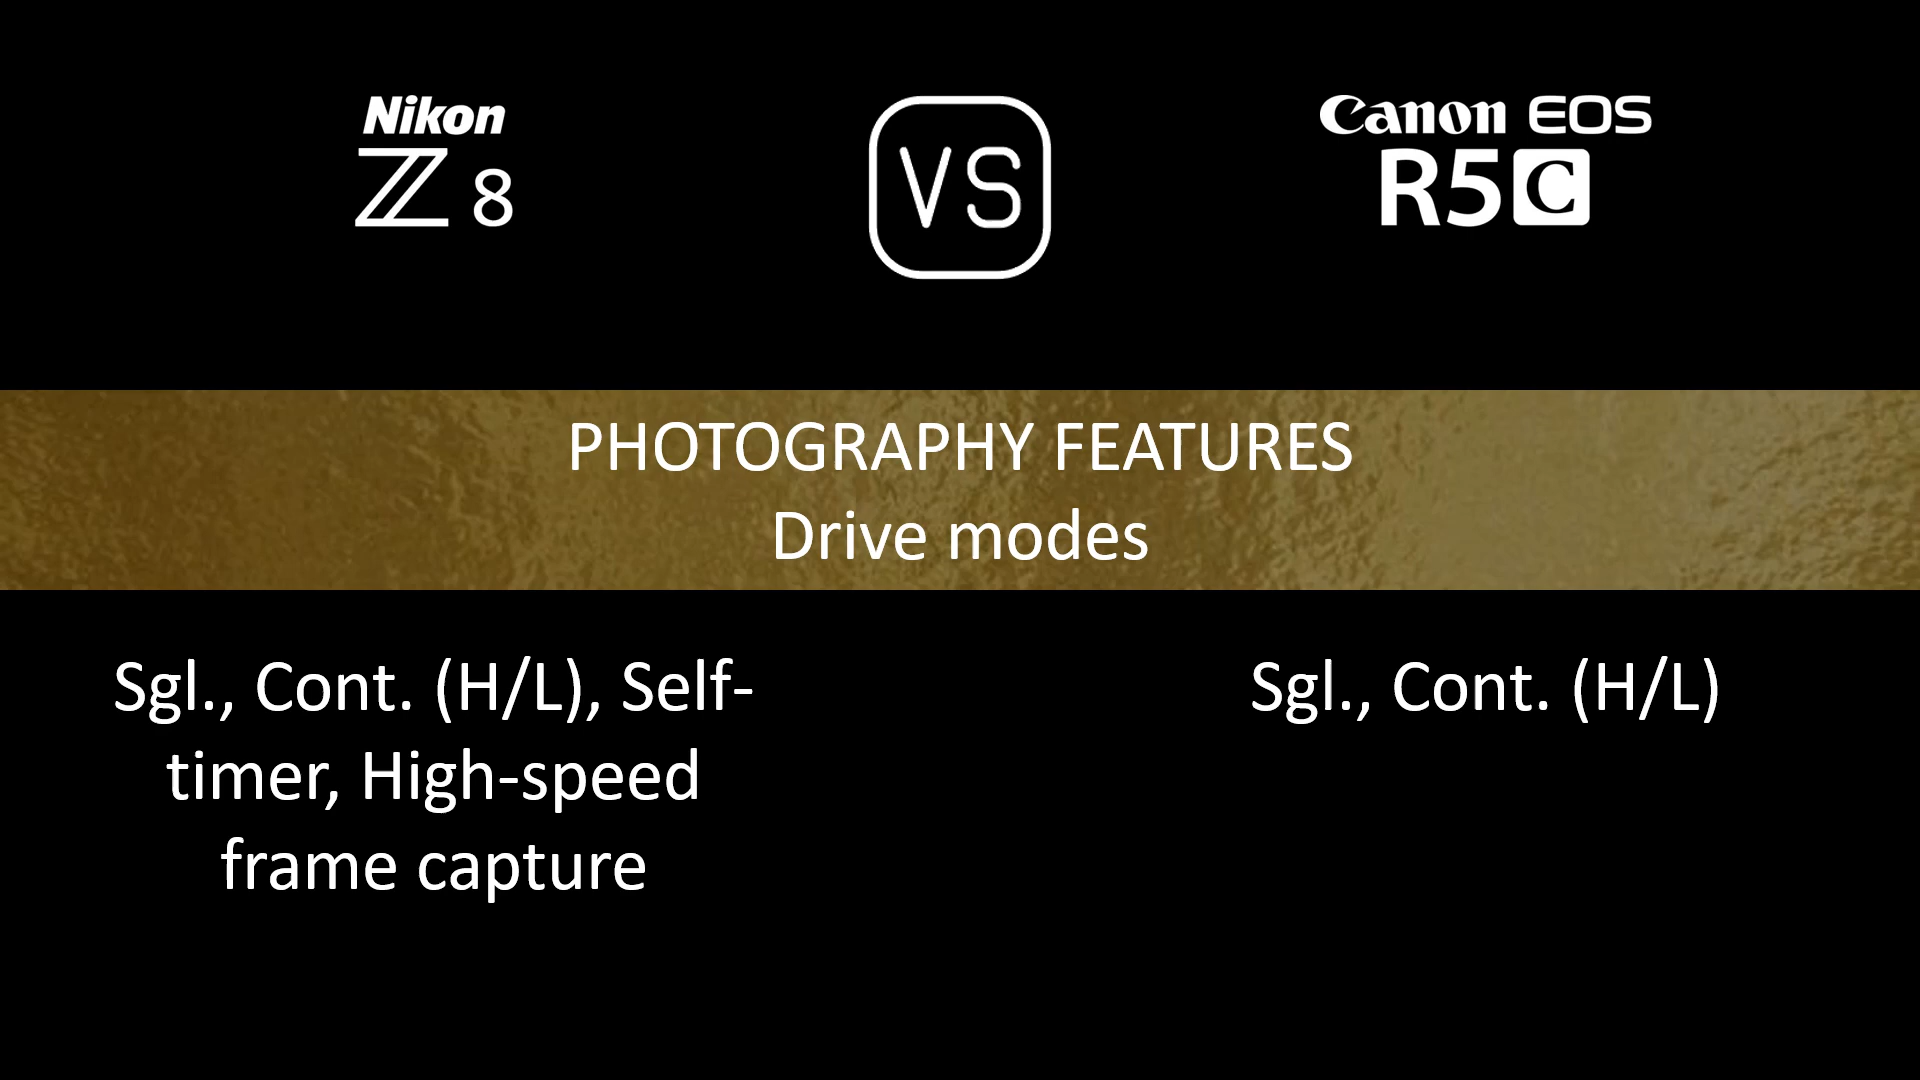 Nikon
Z 8
VS
Canon EOS
R5 C
PHOTOGRAPHY FEATURES
Drive modes
Sgl., Cont. (H/L), Self-
timer, High-speed
frame capture
Sgl., Cont. (H/L)